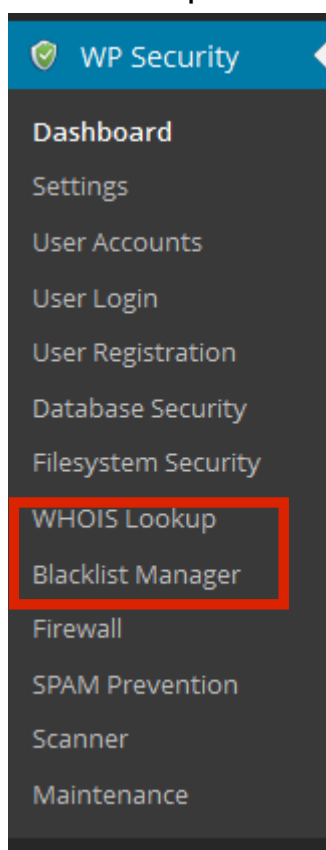 WP Security
Dashboard
Settings
User Accounts
User Login
User Registration
Database Security
Filesystem Security
WHOIS Lookup
Blacklist Manager
Firewall
SPAM Prevention
Scanner
Maintenance